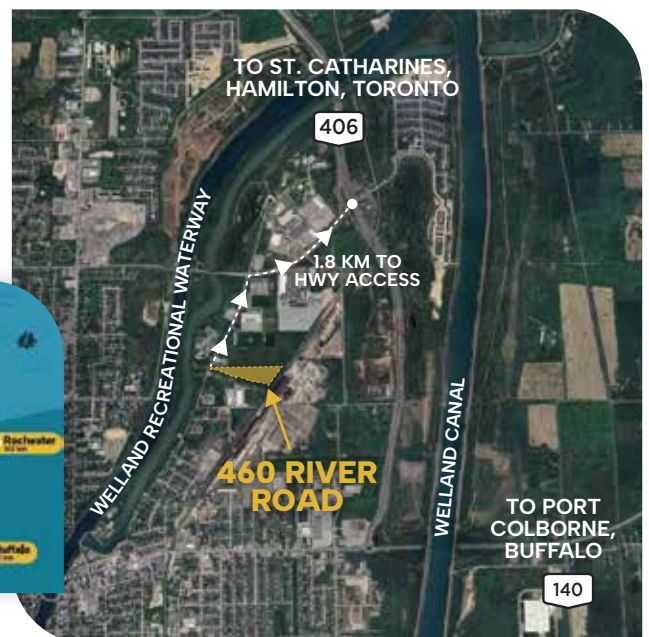 TO ST. CATHARINES,
HAMILTON, TORONTO
406
1.8 KM TO
HWY ACCESS
WELLAND RECREATIONAL WATERWAY
460 RIVER
ROAD
WELLAND CANAL
TO PORT
COLBORNE,
BUFFALO
140
Rochester